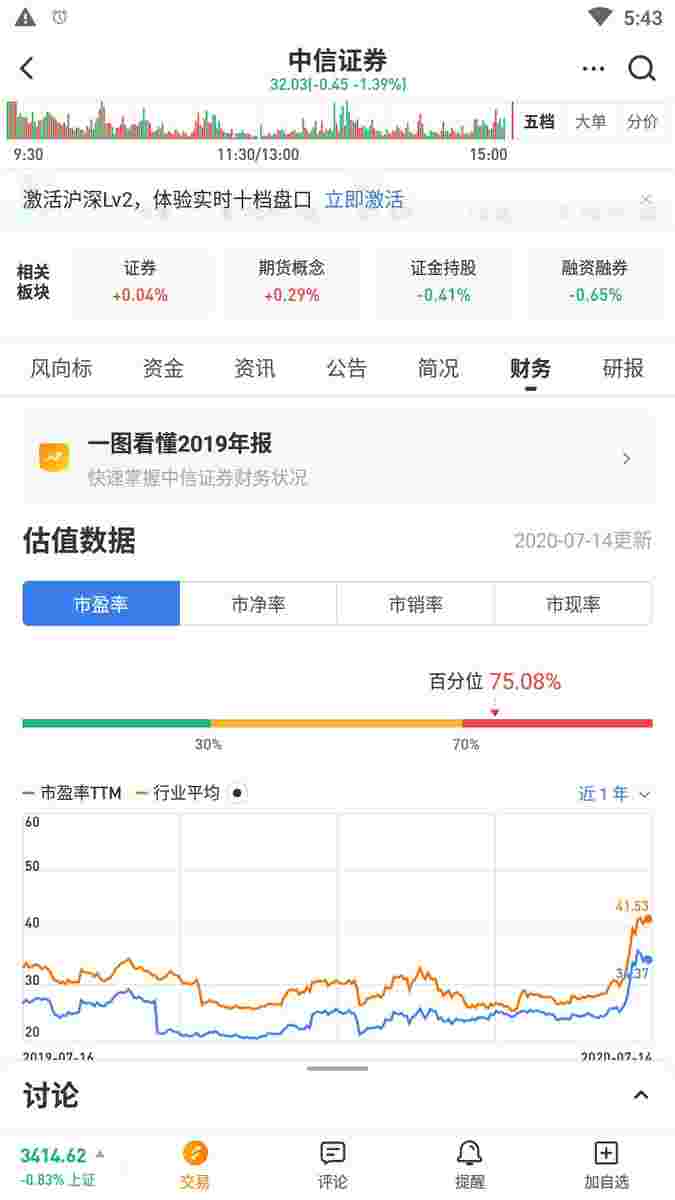 5:43
中信证券
32.03(-0.45 -1.39%)
五档 大单 分价
9:30 11:30/13:00 15:00
激活沪深Lv2，体验实时十档盘口 立即激活
相关板块
证券 期货概念 证金持股 融资融券
+0.04% +0.29% -0.41% -0.65%
风向标 资金 资讯 公告 简况 财务 研报
一图看懂2019年报
快速掌握中信证券财务状况
估值数据 2020-07-14更新
市盈率 市净率 市销率 市现率
百分位 75.08%
30% 70%
市盈率TTM 行业平均 近1年
60
50
41.53
40
30
20
2019-07-16 2020-07-14
讨论
3414.62
-0.83% 上证
交易 评论 提醒 加自选